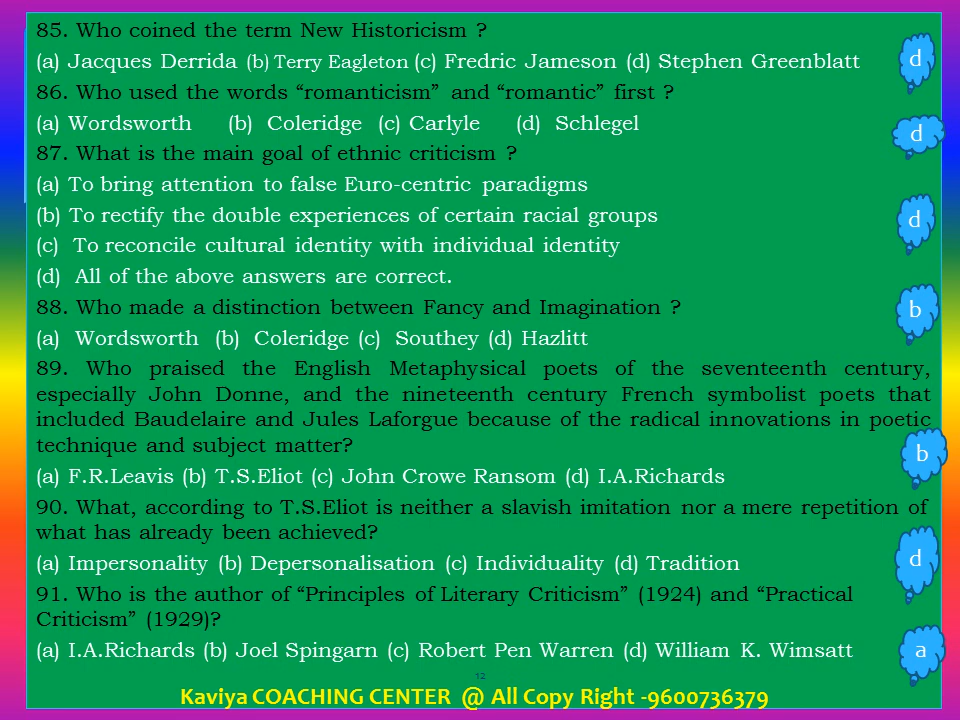 85. Who coined the term New Historicism ?
(a) Jacques Derrida (b) Terry Eagleton (c) Fredric Jameson (d) Stephen Greenblatt
d
86. Who used the words “romanticism” and “romantic” first ?
(a) Wordsworth (b) Coleridge (c) Carlyle (d) Schlegel
d
87. What is the main goal of ethnic criticism ?
(a) To bring attention to false Euro-centric paradigms
(b) To rectify the double experiences of certain racial groups
d
(c) To reconcile cultural identity with individual identity
(d) All of the above answers are correct.
88. Who made a distinction between Fancy and Imagination ?
b
(a) Wordsworth (b) Coleridge (c) Southey (d) Hazlitt
89. Who praised the English Metaphysical poets of the seventeenth century,
especially John Donne, and the nineteenth century French symbolist poets that
included Baudelaire and Jules Laforgue because of the radical innovations in poetic
technique and subject matter?
b
(a) F.R.Leavis (b) T.S.Eliot (c) John Crowe Ransom (d) I.A.Richards
90. What, according to T.S.Eliot is neither a slavish imitation nor a mere repetition of
what has already been achieved?
(a) Impersonality (b) Depersonalisation (c) Individuality (d) Tradition
d
91. Who is the author of “Principles of Literary Criticism” (1924) and “Practical
Criticism” (1929)?
(a) I.A.Richards (b) Joel Spingarn (c) Robert Pen Warren (d) William K. Wimsatt
a
12
Kaviya COACHING CENTER @ All Copy Right -9600736379